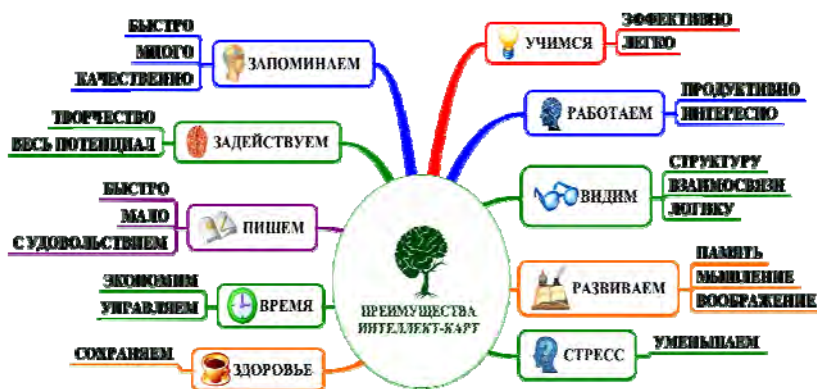 ПРЕИМУЩЕСТВА
ИНТЕЛЛЕКТ-КАРТ
УЧИМСЯ
ЭФФЕКТИВНО
ЛЕГКО
РАБОТАЕМ
ПРОДУКТИВНО
ИНТЕРЕСНО
ВИДИМ
СТРУКТУРУ
ВЗАИМОСВЯЗИ
ЛОГИКУ
РАЗВИВАЕМ
ПАМЯТЬ
МЫШЛЕНИЕ
ВООБРАЖЕНИЕ
СТРЕСС
УМЕНЬШАЕМ
ЗДОРОВЬЕ
СОХРАНЯЕМ
ВРЕМЯ
ЭКОНОМИМ
УПРАВЛЯЕМ
ПИШЕМ
БЫСТРО
МАЛО
С УДОВОЛЬСТВИЕМ
ЗАДЕЙСТВУЕМ
ТВОРЧЕСТВО
ВЕСЬ ПОТЕНЦИАЛ
ЗАПОМИНАЕМ
БЫСТРО
МНОГО
КАЧЕСТВЕННО